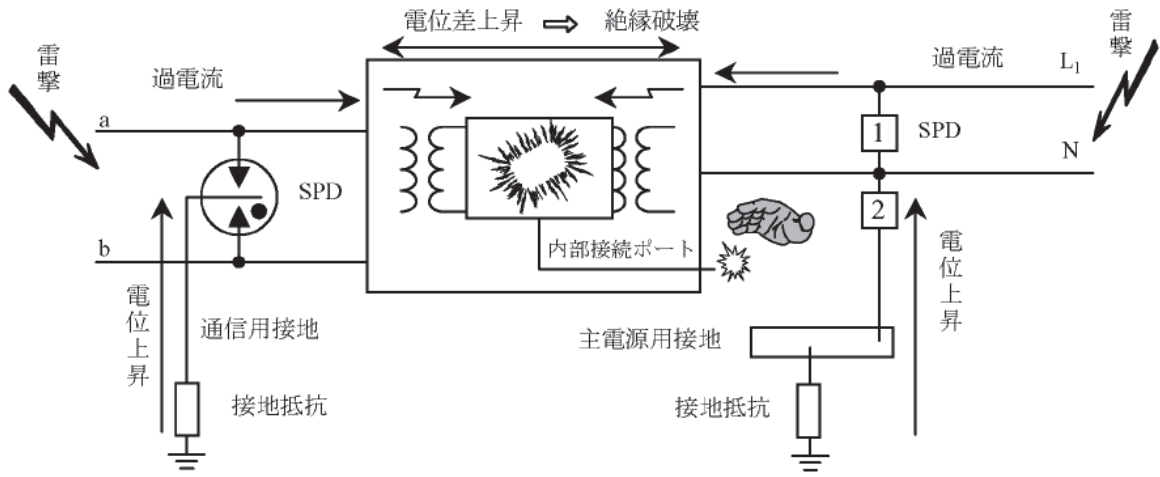 電位差上昇 ⇨ 絶縁破壊
雷撃
過電流
過電流
L₁
雷撃
a
1
SPD
N
SPD
2
b
内部接続ポート
電位上昇
通信用接地
接地抵抗
主電源用接地
接地抵抗
電位上昇